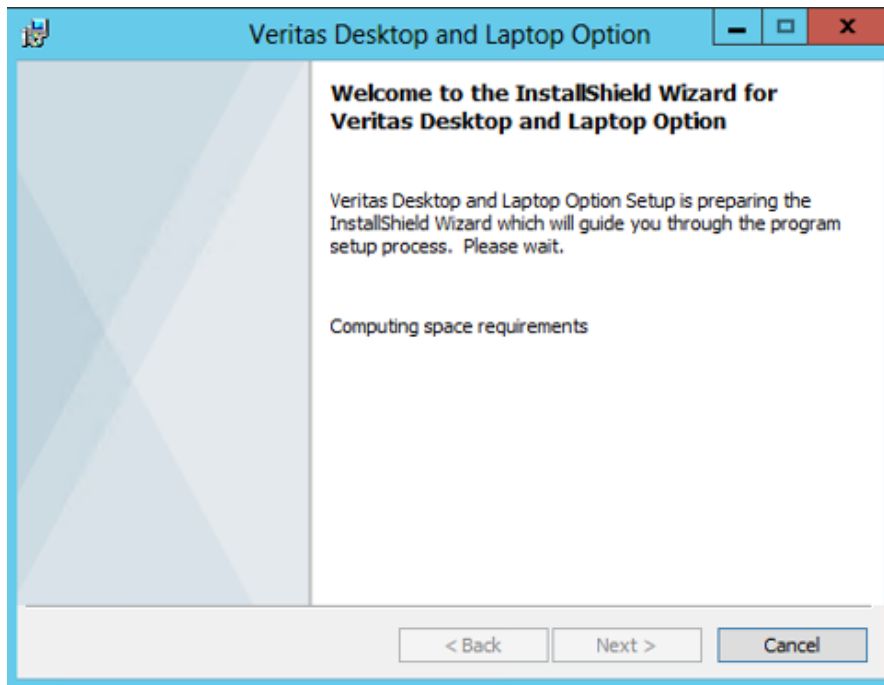 Veritas Desktop and Laptop Option
Welcome to the InstallShield Wizard for
Veritas Desktop and Laptop Option
Veritas Desktop and Laptop Option Setup is preparing the
InstallShield Wizard which will guide you through the program
setup process. Please wait.
Computing space requirements
< Back
Next >
Cancel